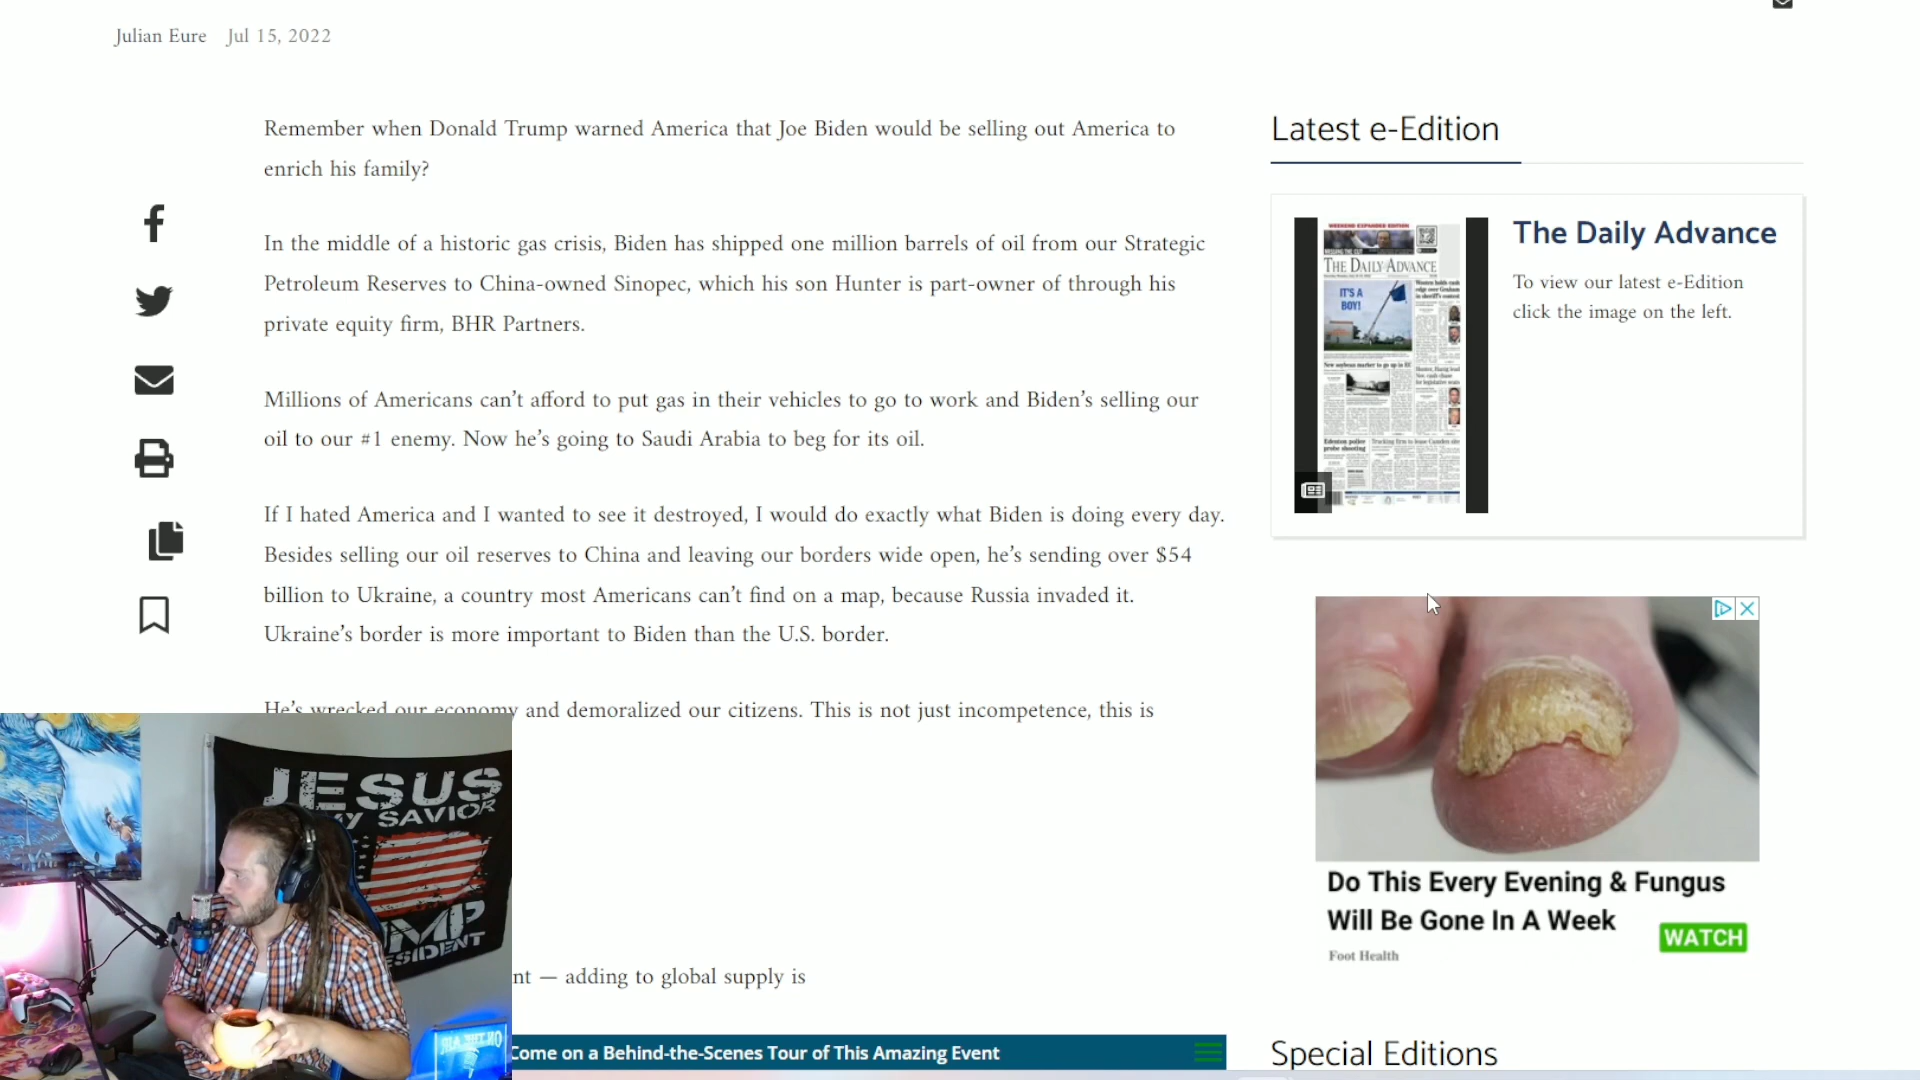 Julian Eure Jul 15, 2022
Remember when Donald Trump warned America that Joe Biden would be selling out America to
enrich his family?
In the middle of a historic gas crisis, Biden has shipped one million barrels of oil from our Strategic
Petroleum Reserves to China-owned Sinopec, which his son Hunter is part-owner of through his
private equity firm, BHR Partners.
Millions of Americans can’t afford to put gas in their vehicles to go to work and Biden’s selling our
oil to our #1 enemy. Now he’s going to Saudi Arabia to beg for its oil.
If I hated America and I wanted to see it destroyed, I would do exactly what Biden is doing every day.
Besides selling our oil reserves to China and leaving our borders wide open, he’s sending over $54
billion to Ukraine, a country most Americans can’t find on a map, because Russia invaded it.
Ukraine’s border is more important to Biden than the U.S. border.
He’s wrecked our economy and demoralized our citizens. This is not just incompetence, this is
nt — adding to global supply is
Come on a Behind-the-Scenes Tour of This Amazing Event
Latest e-Edition
THE DAILY ADVANCE
IT'S A
BOY!
The Daily Advance
To view our latest e-Edition
click the image on the left.
Do This Every Evening & Fungus
Will Be Gone In A Week
Foot Health
WATCH
Special Editions
JESUS
MY SAVIOR
MP
ESIDENT
ON THE AIR